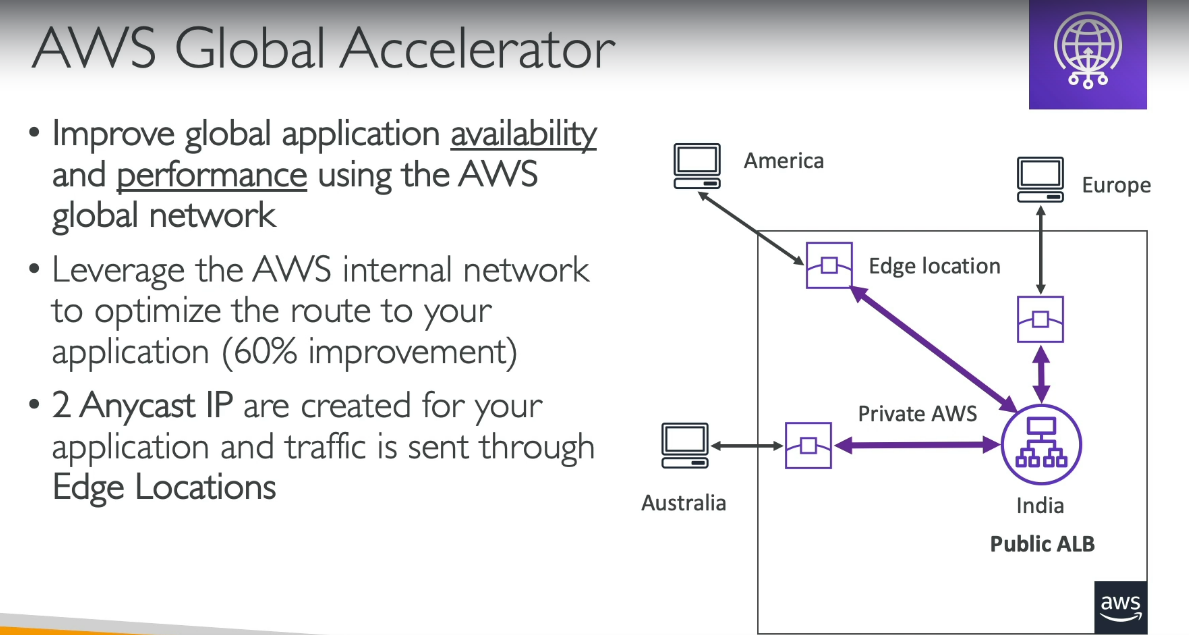 AWS Global Accelerator
• Improve global application availability
and performance using the AWS
global network
• Leverage the AWS internal network
to optimize the route to your
application (60% improvement)
• 2 Anycast IP are created for your
application and traffic is sent through
Edge Locations
America
Europe
Edge location
Private AWS
Australia
India
Public ALB
aws